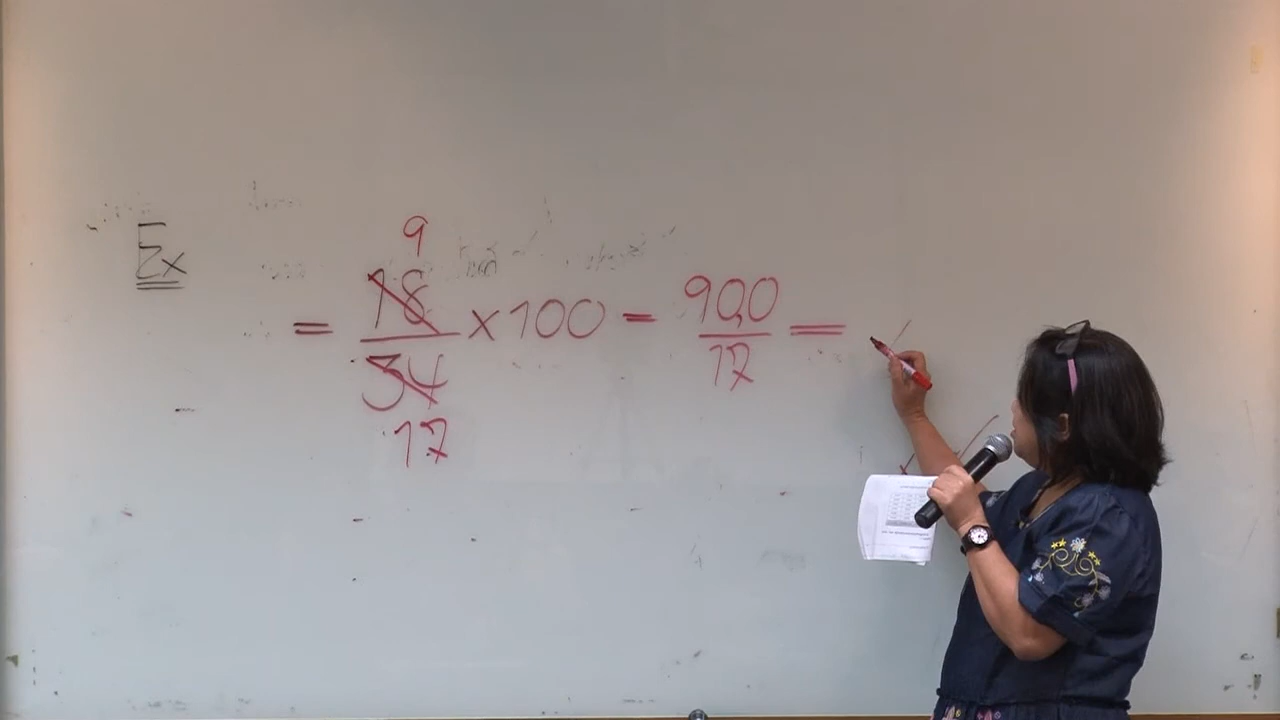 Ex
= 9 18/34 17 × 100 = 900/17 =